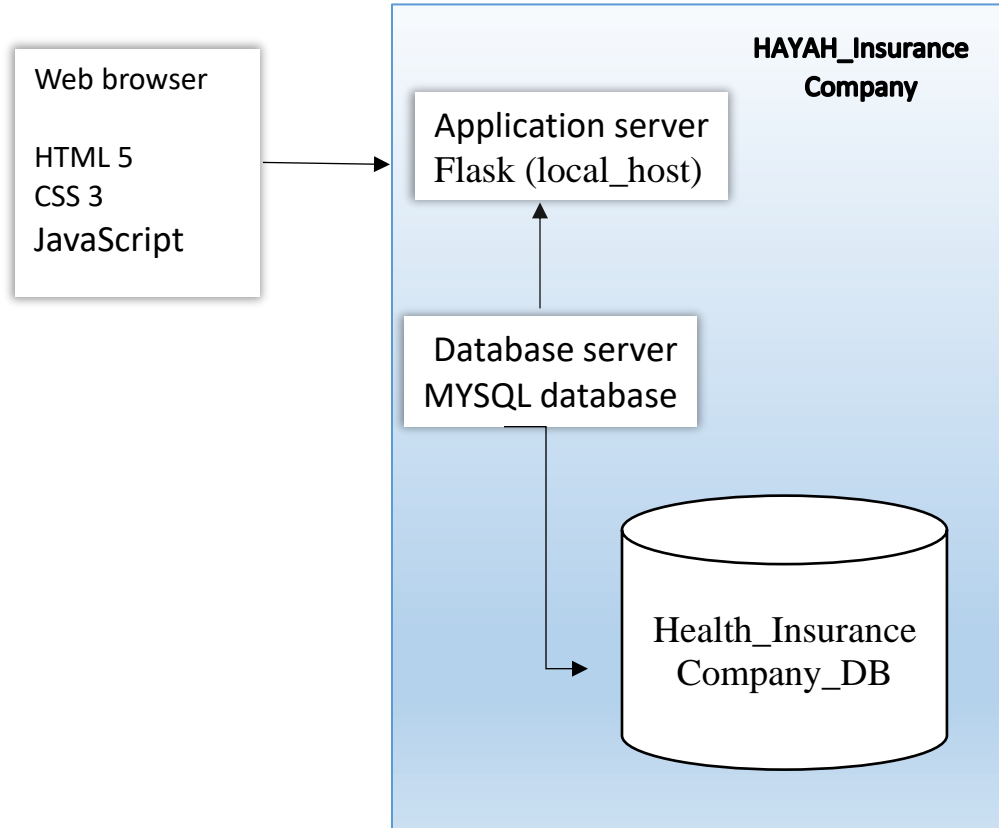 HAYAH_Insurance
Company
Web browser
HTML 5
CSS 3
JavaScript
Application server
Flask (local_host)
Database server
MYSQL database
Health_Insurance
Company_DB